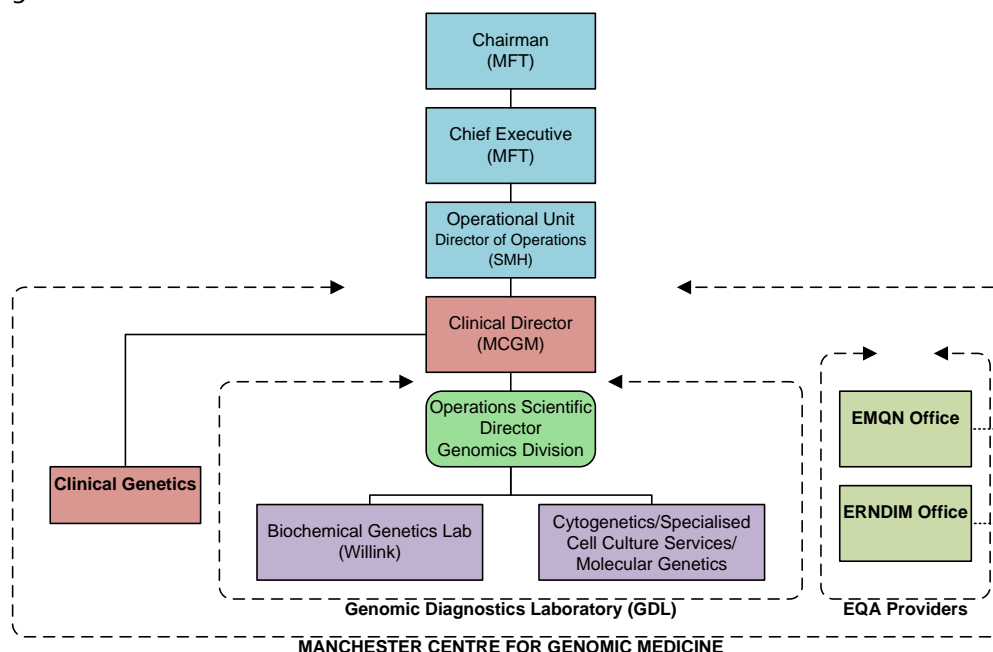 Chairman
(MFT)
Chief Executive
(MFT)
Operational Unit
Director of Operations
(SMH)
Clinical Director
(MCGM)
Operations Scientific
Director
Genomics Division
Clinical Genetics
Biochemical Genetics Lab
(Willink)
Cytogenetics/Specialised
Cell Culture Services/
Molecular Genetics
EMQN Office
ERNDIM Office
Genomic Diagnostics Laboratory (GDL)
EQA Providers
MANCHESTER CENTRE FOR GENOMIC MEDICINE